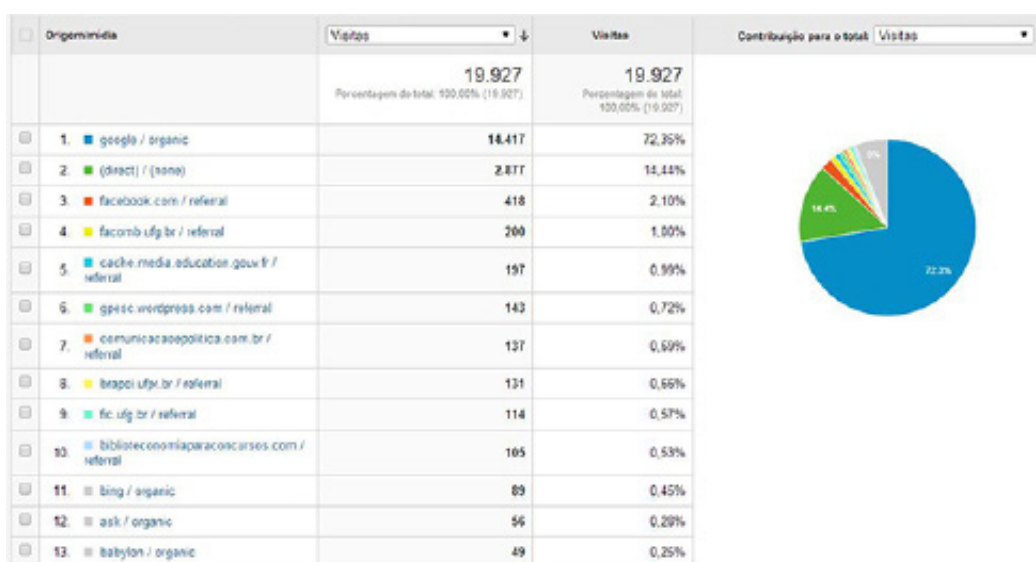 Origem/mídia Visitas Visitas Contribuição para o total: Visitas
19.927 19.927
Porcentagem do total: 100,00% (19.927) Porcentagem do total:
100,00% (19.927)
1. google / organic 14.417 72,35%
2. (direct) / (none) 2.877 14,44%
3. facebook.com / referral 418 2,10%
4. facomb.ufg.br / referral 200 1,00%
5. cache.media.education.gouv.fr /
referral 197 0,99%
6. gpesc.wordpress.com / referral 143 0,72%
7. comunicacaoepolitica.com.br /
referral 137 0,69%
8. brapci.ufpr.br / referral 131 0,66%
9. fic.ufg.br / referral 114 0,57%
10. biblioteconomiaparaconcursos.com /
referral 105 0,53%
11. bing / organic 89 0,45%
12. ask / organic 56 0,28%
13. babylon / organic 49 0,25%
14.4%
72.3%